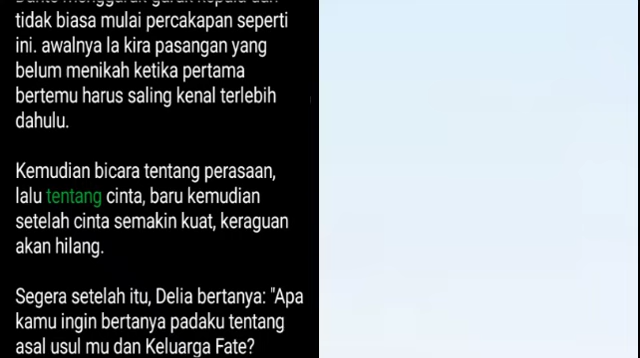 tidak biasa mulai percakapan seperti
ini. awalnya Ia kira pasangan yang
belum menikah ketika pertama
bertemu harus saling kenal terlebih
dahulu.
Kemudian bicara tentang perasaan,
lalu tentang cinta, baru kemudian
setelah cinta semakin kuat, keraguan
akan hilang.
Segera setelah itu, Delia bertanya: "Apa
kamu ingin bertanya padaku tentang
asal usul mu dan Keluarga Fate?